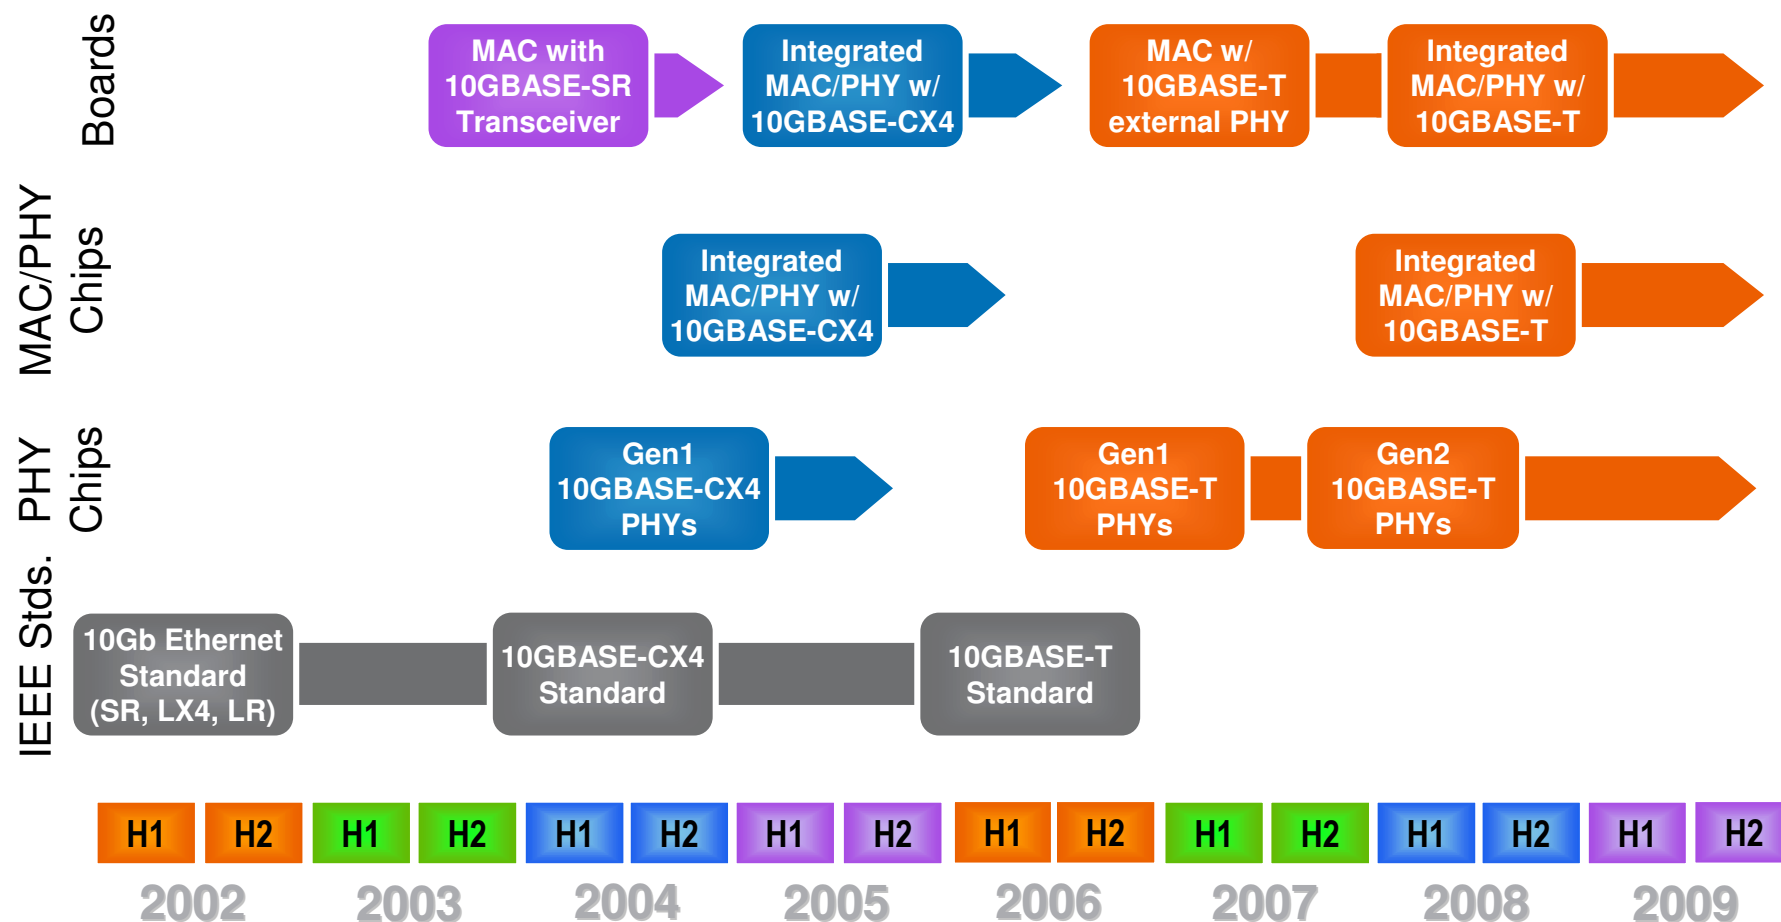 Boards
MAC with
10GBASE-SR
Transceiver
Integrated
MAC/PHY w/
10GBASE-CX4
MAC w/
10GBASE-T
external PHY
Integrated
MAC/PHY w/
10GBASE-T
MAC/PHY
Chips
Integrated
MAC/PHY w/
10GBASE-CX4
Integrated
MAC/PHY w/
10GBASE-T
PHY
Chips
Gen1
10GBASE-CX4
PHYs
Gen1
10GBASE-T
PHYs
Gen2
10GBASE-T
PHYs
IEEE Stds.
10Gb Ethernet
Standard
(SR, LX4, LR)
10GBASE-CX4
Standard
10GBASE-T
Standard
H1 H2 H1 H2 H1 H2 H1 H2 H1 H2 H1 H2 H1 H2 H1 H2
2002 2003 2004 2005 2006 2007 2008 2009